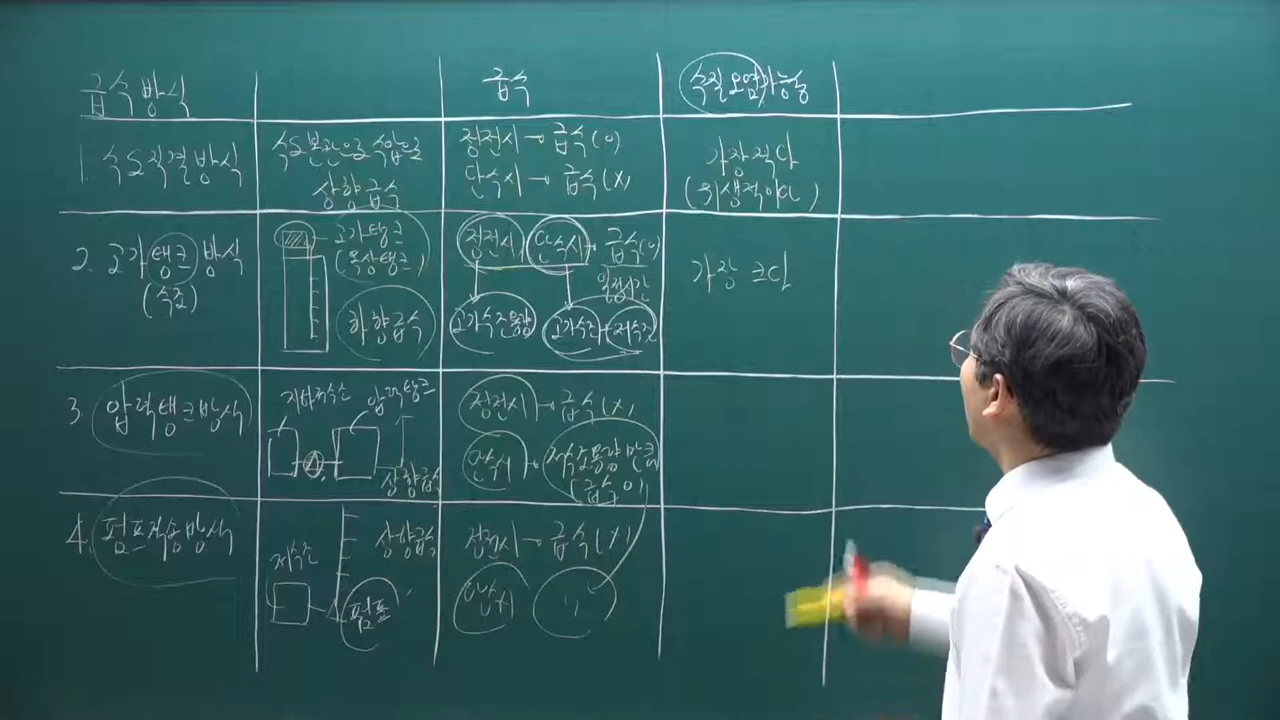 급수방식
급수
수질오염가능
1. 수도직결방식
수도본관으로 수압으로
상향급수
정전시 → 급수(O)
단수시 → 급수(X)
가장적다
(위생적이다)
2. 고가탱크방식
(수조)
고가탱크
(옥상탱크)
하향급수
정전시 단수시 → 급수(O)
일정시간
고가수조용량
고가수조+저수조
가장 크다
3. 압력탱크방식
지하저수조
압력탱크
상향급수
정전시 → 급수(X)
단수시 → 저수조용량만큼
(급수O)
4. 펌프직송방식
저수조
상향급수
펌프
정전시 → 급수(X)
단수시 〃